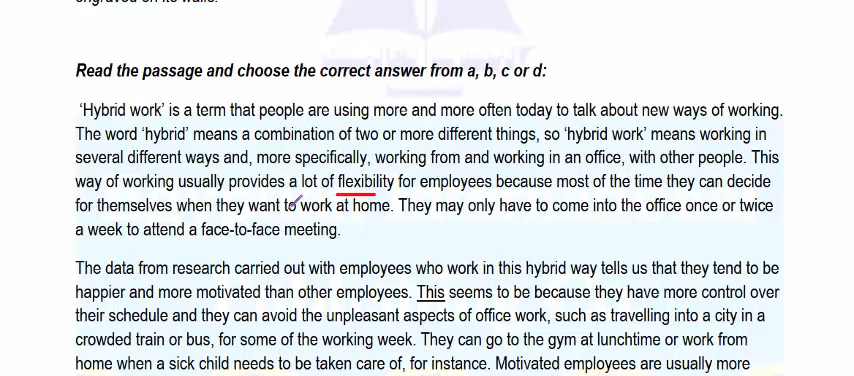 engraved on its walls.
Read the passage and choose the correct answer from a, b, c or d:
‘Hybrid work’ is a term that people are using more and more often today to talk about new ways of working.
The word ‘hybrid’ means a combination of two or more different things, so ‘hybrid work’ means working in
several different ways and, more specifically, working from and working in an office, with other people. This
way of working usually provides a lot of flexibility for employees because most of the time they can decide
for themselves when they want to work at home. They may only have to come into the office once or twice
a week to attend a face-to-face meeting.
The data from research carried out with employees who work in this hybrid way tells us that they tend to be
happier and more motivated than other employees. This seems to be because they have more control over
their schedule and they can avoid the unpleasant aspects of office work, such as travelling into a city in a
crowded train or bus, for some of the working week. They can go to the gym at lunchtime or work from
home when a sick child needs to be taken care of, for instance. Motivated employees are usually more